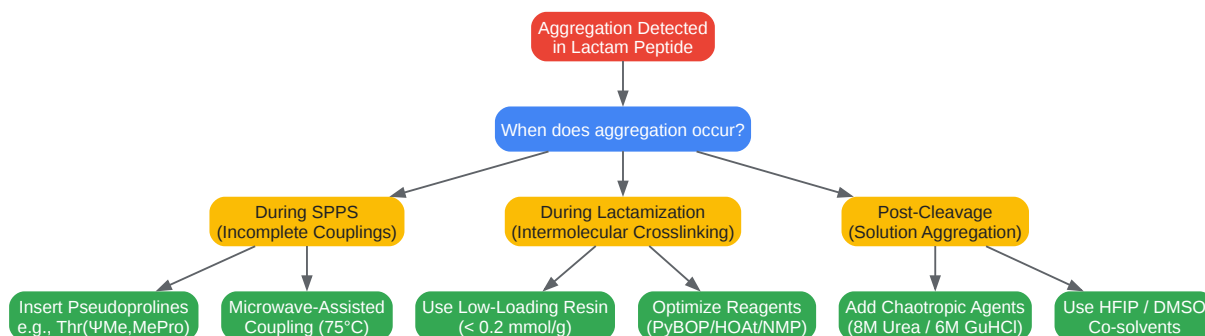 Aggregation Detected
in Lactam Peptide
When does aggregation occur?
During SPPS
(Incomplete Couplings)
During Lactamization
(Intermolecular Crosslinking)
Post-Cleavage
(Solution Aggregation)
Insert Pseudoprolines
e.g., Thr(ΨMe,MePro)
Microwave-Assisted
Coupling (75°C)
Use Low-Loading Resin
(< 0.2 mmol/g)
Optimize Reagents
(PyBOP/HOAt/NMP)
Add Chaotropic Agents
(8M Urea / 6M GuHCl)
Use HFIP / DMSO
Co-solvents